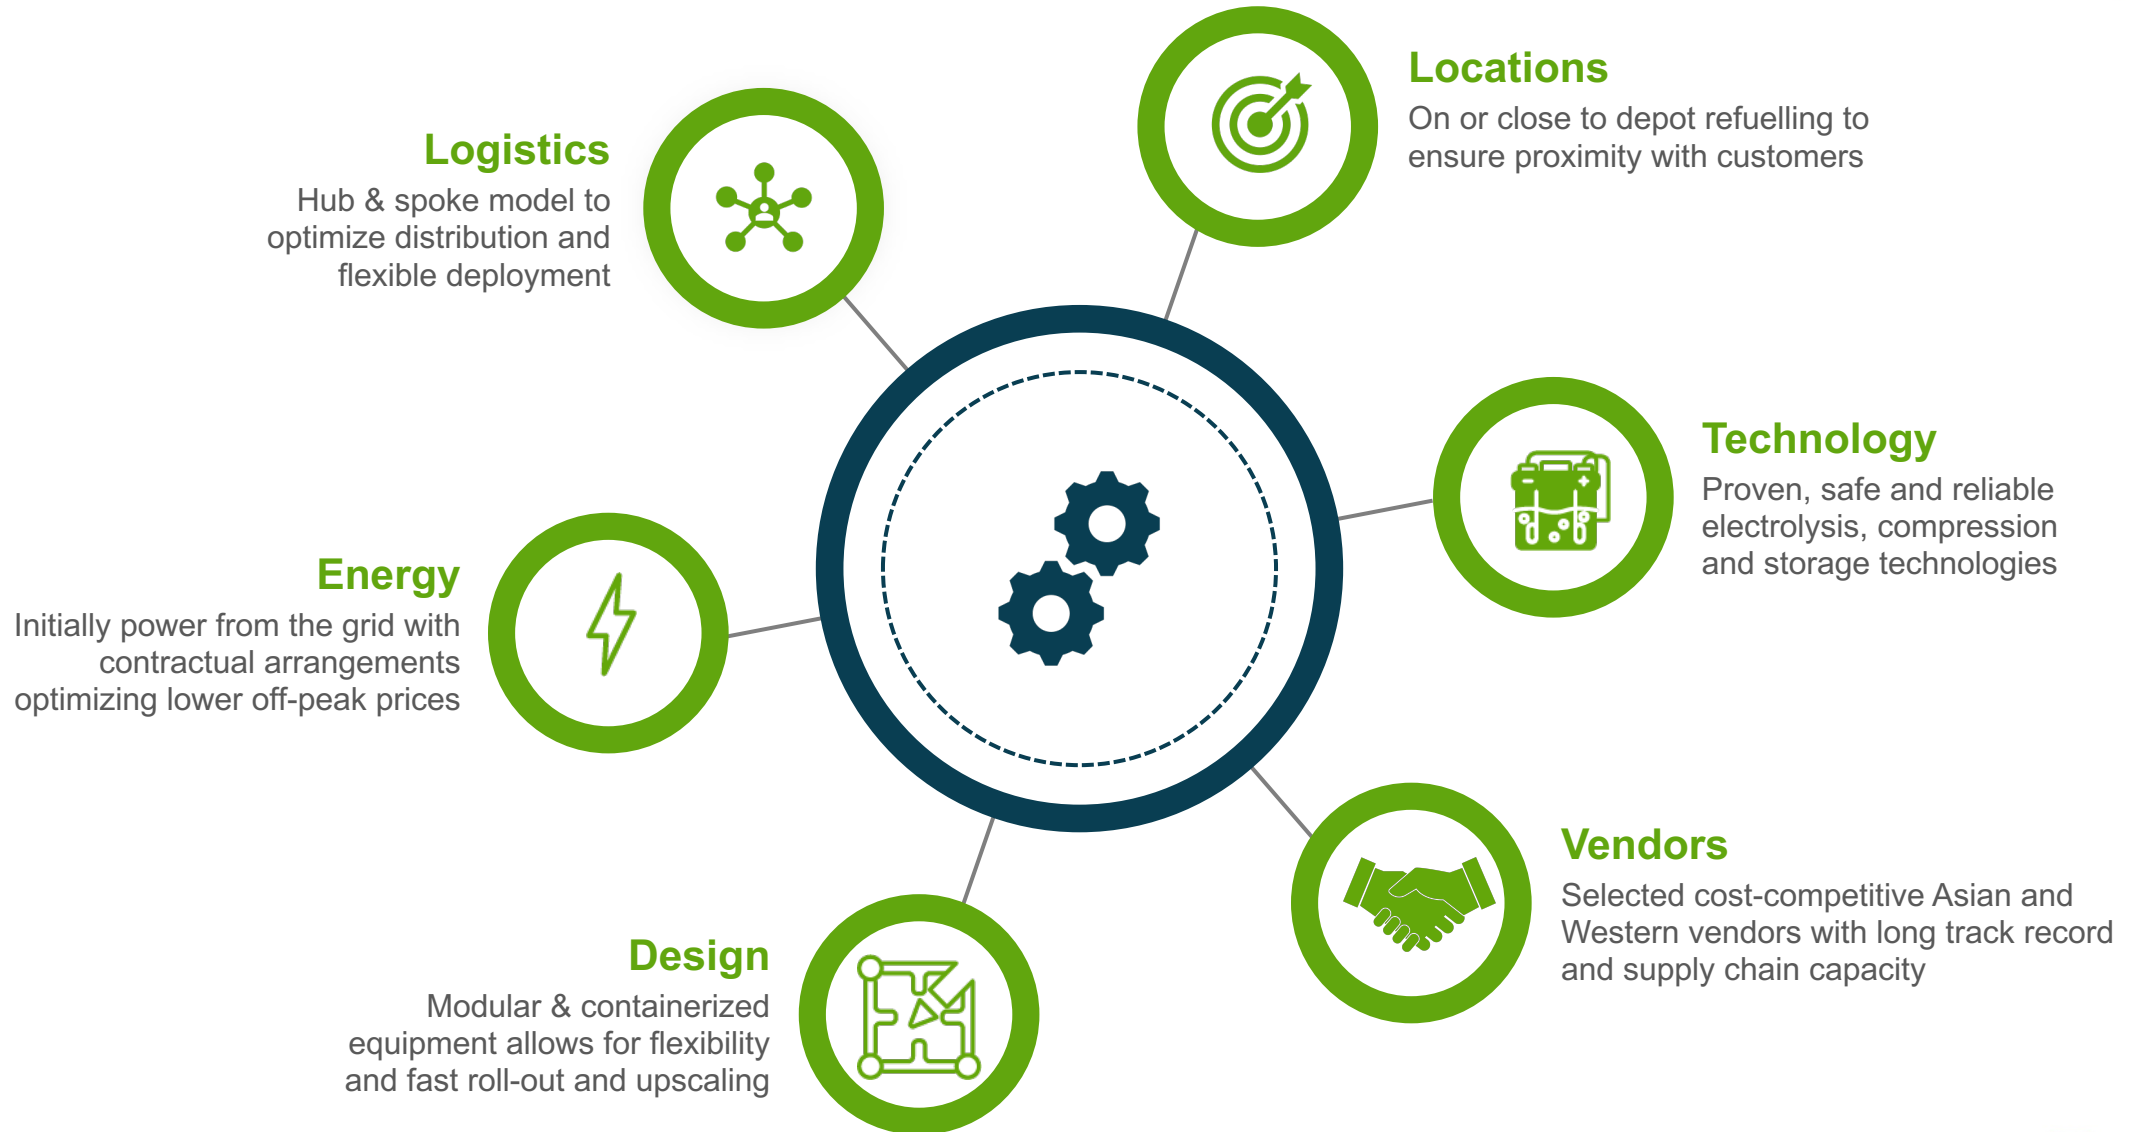 Locations
On or close to depot refuelling to
ensure proximity with customers
Logistics
Hub & spoke model to
optimize distribution and
flexible deployment
Technology
Proven, safe and reliable
electrolysis, compression
and storage technologies
Energy
Initially power from the grid with
contractual arrangements
optimizing lower off-peak prices
Vendors
Selected cost-competitive Asian and
Western vendors with long track record
and supply chain capacity
Design
Modular & containerized
equipment allows for flexibility
and fast roll-out and upscaling